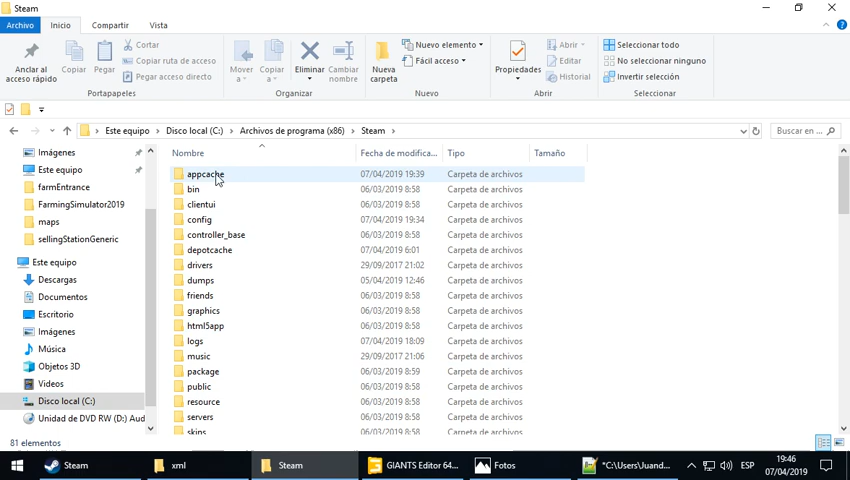 Steam
Archivo Inicio Compartir Vista
Anclar al acceso rápido
Copiar
Pegar
Cortar
Copiar ruta de acceso
Pegar acceso directo
Portapapeles
Mover a
Copiar a
Eliminar
Cambiar nombre
Organizar
Nueva carpeta
Nuevo elemento
Fácil acceso
Nuevo
Propiedades
Abrir
Editar
Historial
Abrir
Seleccionar todo
No seleccionar ninguno
Invertir selección
Seleccionar
Este equipo > Disco local (C:) > Archivos de programa (x86) > Steam >
Buscar en ...
Imágenes
Este equipo
farmEntrance
FarmingSimulator2019
maps
sellingStationGeneric
Este equipo
Descargas
Documentos
Escritorio
Imágenes
Música
Objetos 3D
Videos
Disco local (C:)
Unidad de DVD RW (D:) Aud
Nombre Fecha de modifica... Tipo Tamaño
appcache 07/04/2019 19:39 Carpeta de archivos
bin 06/03/2019 8:58 Carpeta de archivos
clientui 06/03/2019 8:58 Carpeta de archivos
config 07/04/2019 19:34 Carpeta de archivos
controller_base 06/03/2019 8:58 Carpeta de archivos
depotcache 07/04/2019 6:01 Carpeta de archivos
drivers 29/09/2017 21:02 Carpeta de archivos
dumps 05/04/2019 12:46 Carpeta de archivos
friends 06/03/2019 8:58 Carpeta de archivos
graphics 06/03/2019 8:58 Carpeta de archivos
html5app 06/03/2019 8:58 Carpeta de archivos
logs 07/04/2019 18:09 Carpeta de archivos
music 29/09/2017 21:06 Carpeta de archivos
package 06/03/2019 8:59 Carpeta de archivos
public 06/03/2019 8:58 Carpeta de archivos
resource 06/03/2019 8:58 Carpeta de archivos
servers 06/03/2019 8:58 Carpeta de archivos
skins 06/03/2019 8:58 Carpeta de archivos
81 elementos
Steam
xml
Steam
GIANTS Editor 64...
Fotos
*C:\Users\Juand...
ESP
19:46
07/04/2019